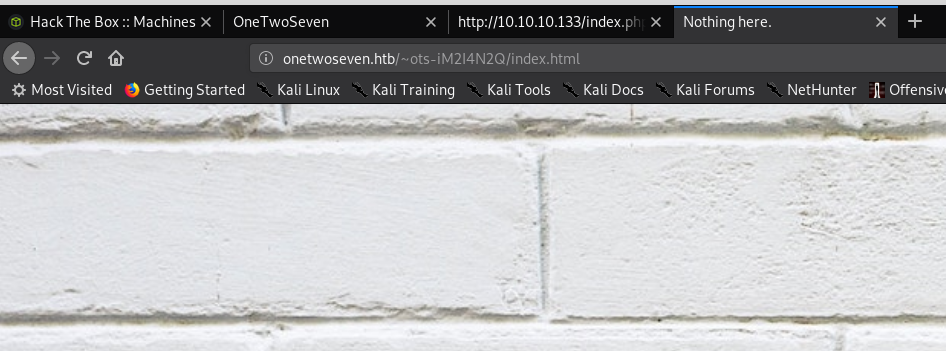 Hack The Box :: Machines
OneTwoSeven
http://10.10.10.133/index.ph
Nothing here.
onetwoseven.htb/~ots-iM2I4N2Q/index.html
Most Visited
Getting Started
Kali Linux
Kali Training
Kali Tools
Kali Docs
Kali Forums
NetHunter
Offensiv